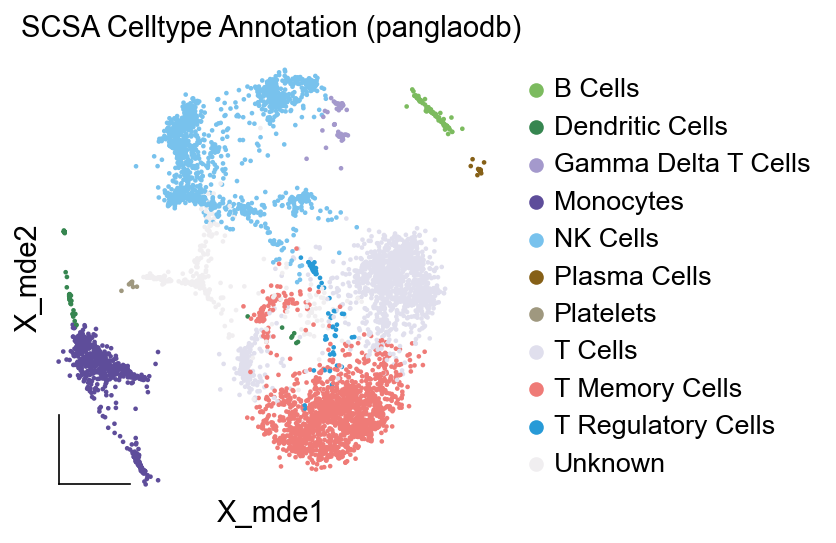 SCSA Celltype Annotation (panglaodb)
B Cells
Dendritic Cells
Gamma Delta T Cells
Monocytes
NK Cells
Plasma Cells
Platelets
T Cells
T Memory Cells
T Regulatory Cells
Unknown
X_mde2
X_mde1